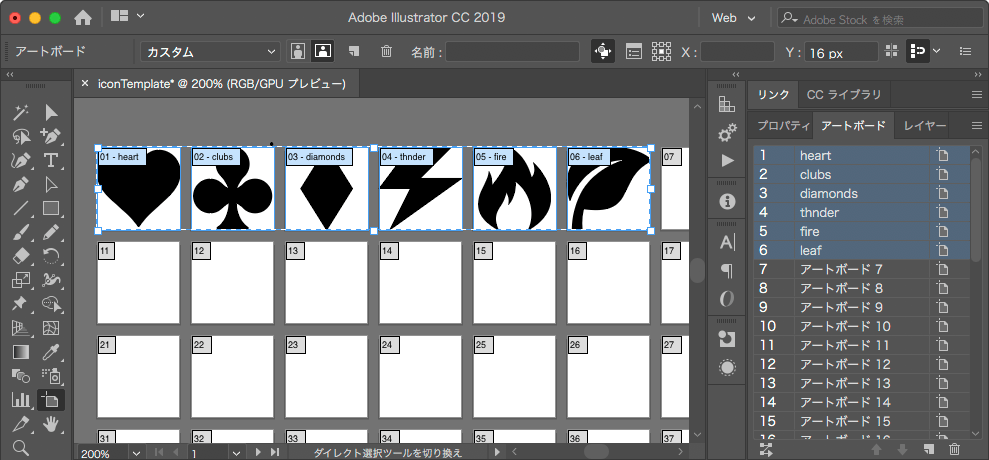 Adobe Illustrator CC 2019
Web
Adobe Stock を検索
アートボード
カスタム
名前 :
X :
Y : 16 px
× iconTemplate* @ 200% (RGB/GPU プレビュー)
リンク CC ライブラリ
プロパティ アートボード レイヤー
01 - heart 02 - clubs 03 - diamonds 04 - thnder 05 - fire 06 - leaf 07
11 12 13 14 15 16 17
21 22 23 24 25 26 27
31 32 33 34 35 36 37
1 heart
2 clubs
3 diamonds
4 thnder
5 fire
6 leaf
7 アートボード 7
8 アートボード 8
9 アートボード 9
10 アートボード 10
11 アートボード 11
12 アートボード 12
13 アートボード 13
14 アートボード 14
15 アートボード 15
16 アートボード 16
200% 1 ダイレクト選択ツールを切り換え